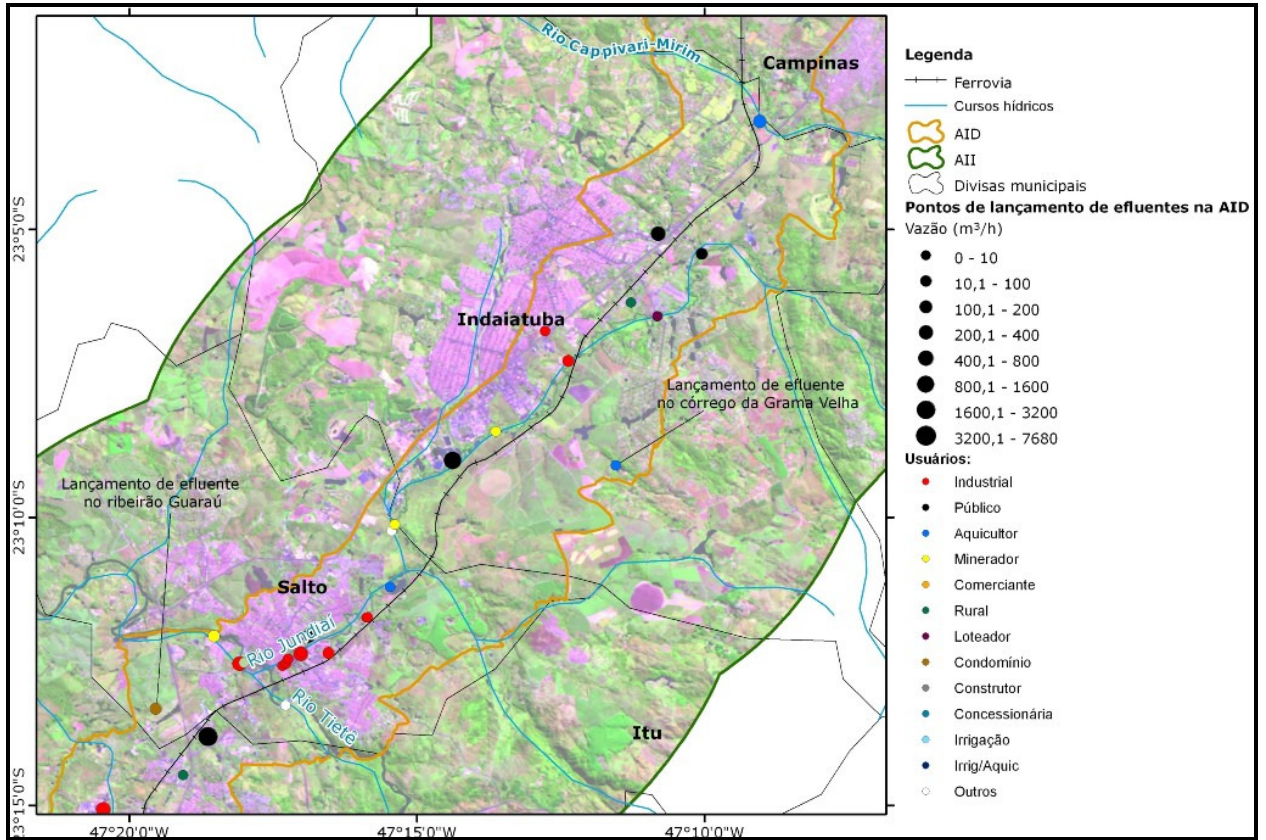 Rio Cappivari-Mirim
Campinas
Indaiatuba
Lançamento de efluente
no córrego da Grama Velha
Lançamento de efluente
no ribeirão Guaraú
Salto
Rio Jundiaí
Rio Tietê
Itu
23°5'0"S
23°10'0"S
23°15'0"S
47°20'0"W
47°15'0"W
47°10'0"W
Legenda
Ferrovia
Cursos hídricos
AID
AII
Divisas municipais
Pontos de lançamento de efluentes na AID
Vazão (m³/h)
0 - 10
10,1 - 100
100,1 - 200
200,1 - 400
400,1 - 800
800,1 - 1600
1600,1 - 3200
3200,1 - 7680
Usuários:
Industrial
Público
Aquicultor
Minerador
Comerciante
Rural
Loteador
Condomínio
Construtor
Concessionária
Irrigação
Irrig/Aquic
Outros